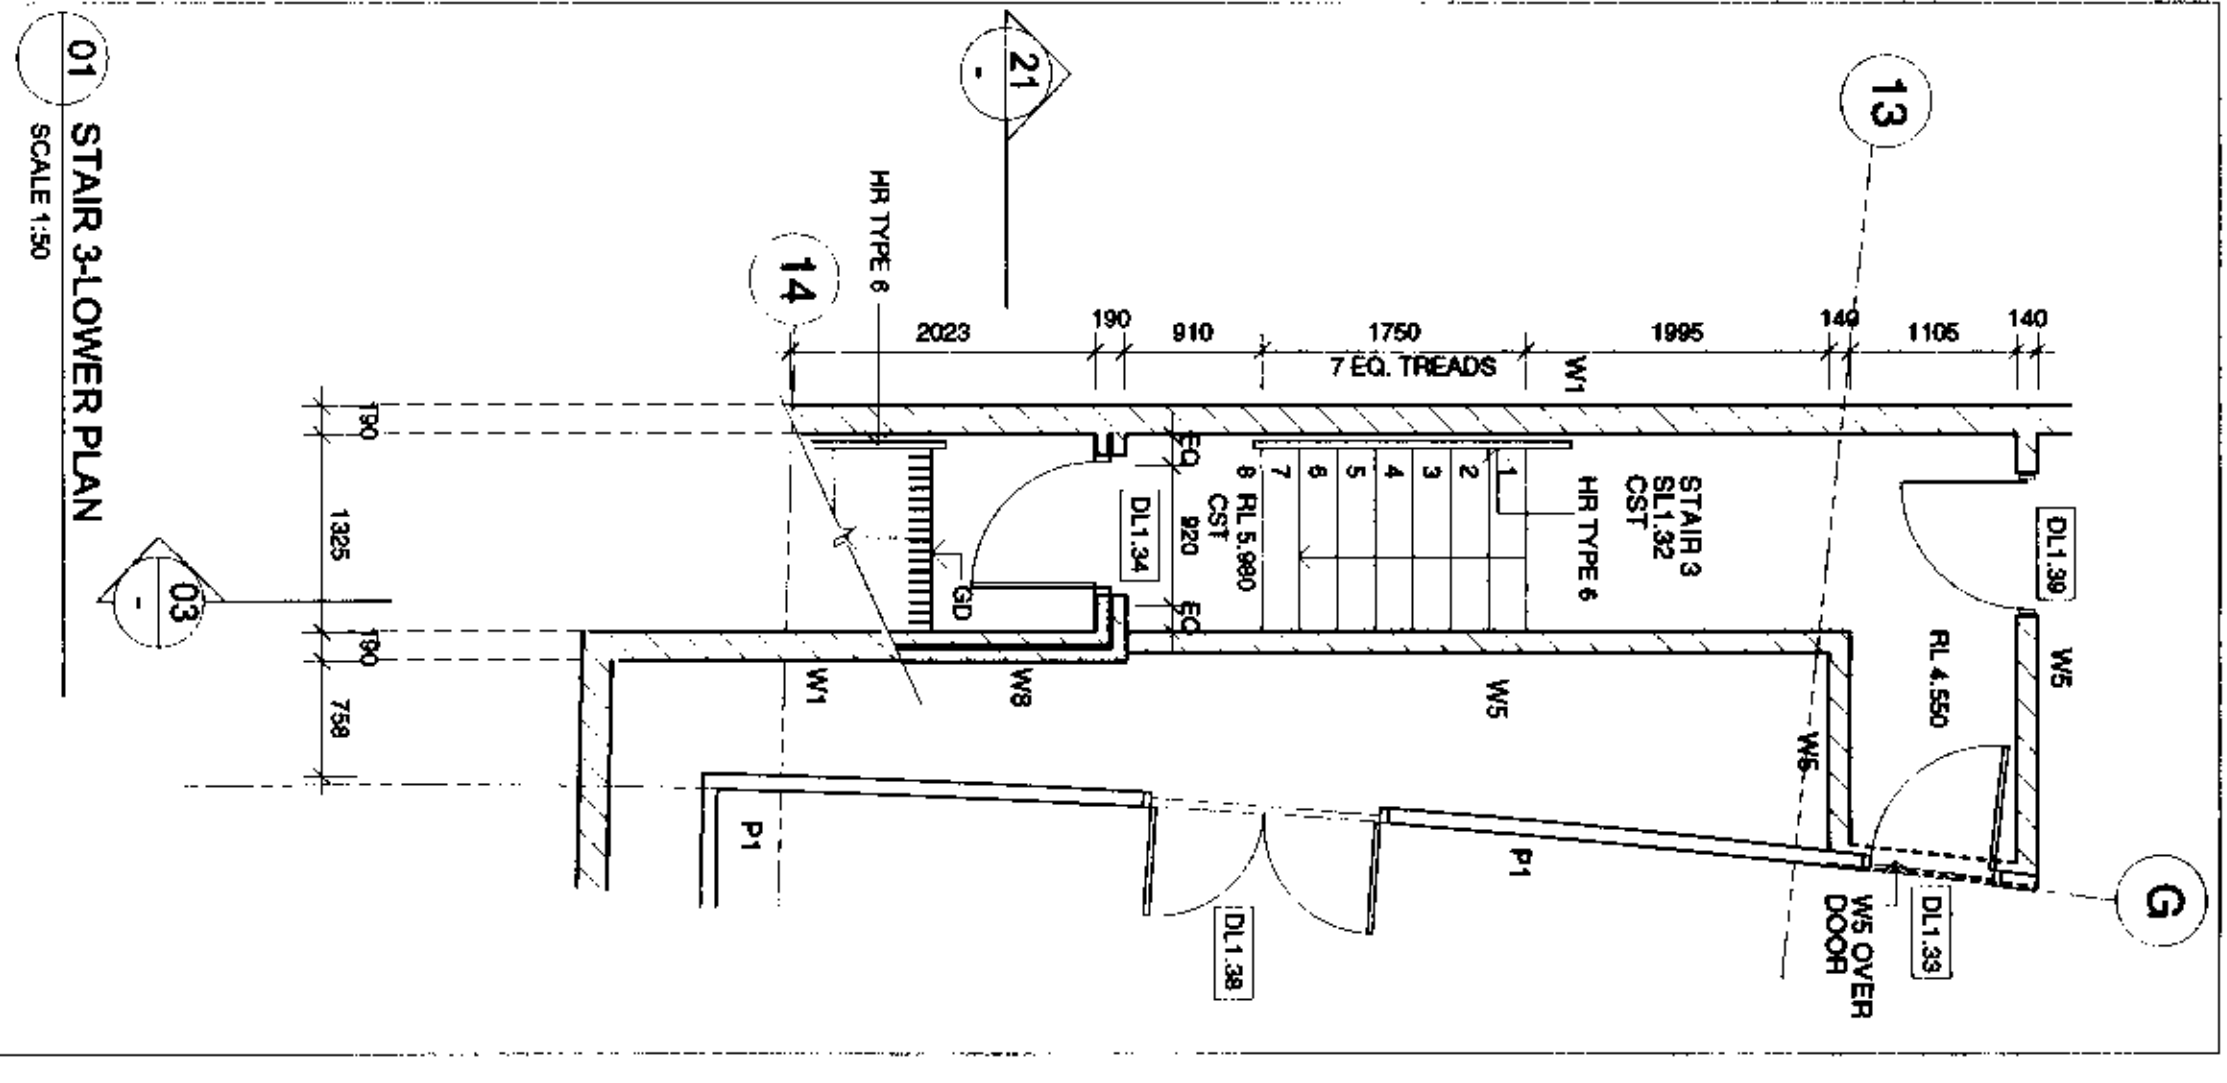 01
STAIR 3-LOWER PLAN
SCALE 1:50
21
-
13
14
HR TYPE 6
2023
190
910
1750
7 EQ. TREADS
1995
140
1105
140
W1
190
1325
190
758
03
-
EQ
920
EQ
DL1.34
8 RL 5.980
CST
7
6
5
4
3
2
1
HR TYPE 6
STAIR 3
SL1.32
CST
DL1.39
RL 4.550
W5
GD
W1
W8
W5
W5
P1
P1
DL1.38
W5 OVER
DOOR
DL1.33
G